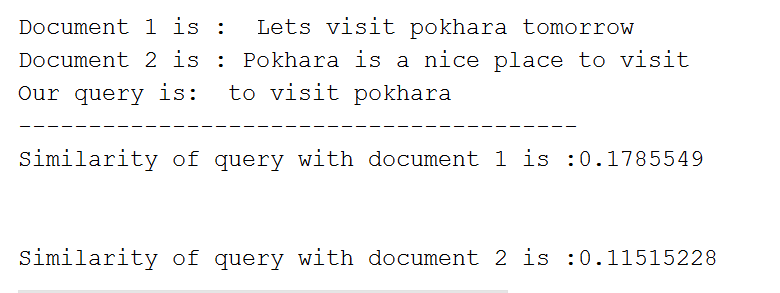 Document 1 is :  Lets visit pokhara tomorrow
Document 2 is : Pokhara is a nice place to visit
Our query is:  to visit pokhara
----------------------------------------
Similarity of query with document 1 is :0.1785549
Similarity of query with document 2 is :0.11515228